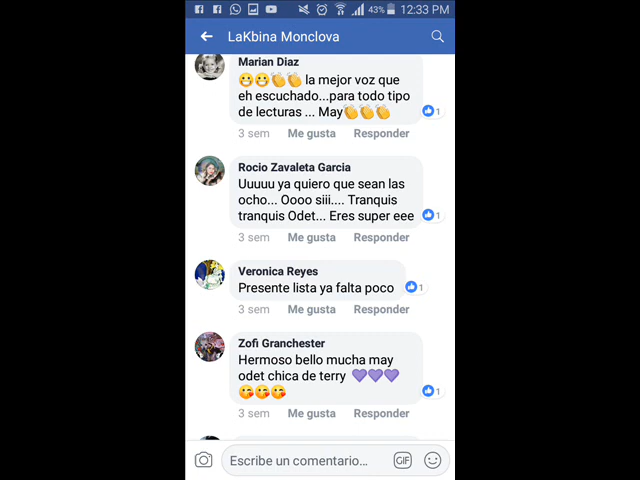 43% 12:33 PM
LaKbina Monclova
Marian Diaz
😷😷👏👏 la mejor voz que
eh escuchado...para todo tipo
de lecturas ... May👏👏👏
1
3 sem Me gusta Responder
Rocio Zavaleta Garcia
Uuuuu ya quiero que sean las
ocho... Oooo siii.... Tranquis
tranquis Odet... Eres super eee
1
3 sem Me gusta Responder
Veronica Reyes
Presente lista ya falta poco
1
3 sem Me gusta Responder
Zofi Granchester
Hermoso bello mucha may
odet chica de terry 💜💜💜
😘😘😘
1
3 sem Me gusta Responder
Escribe un comentario... GIF